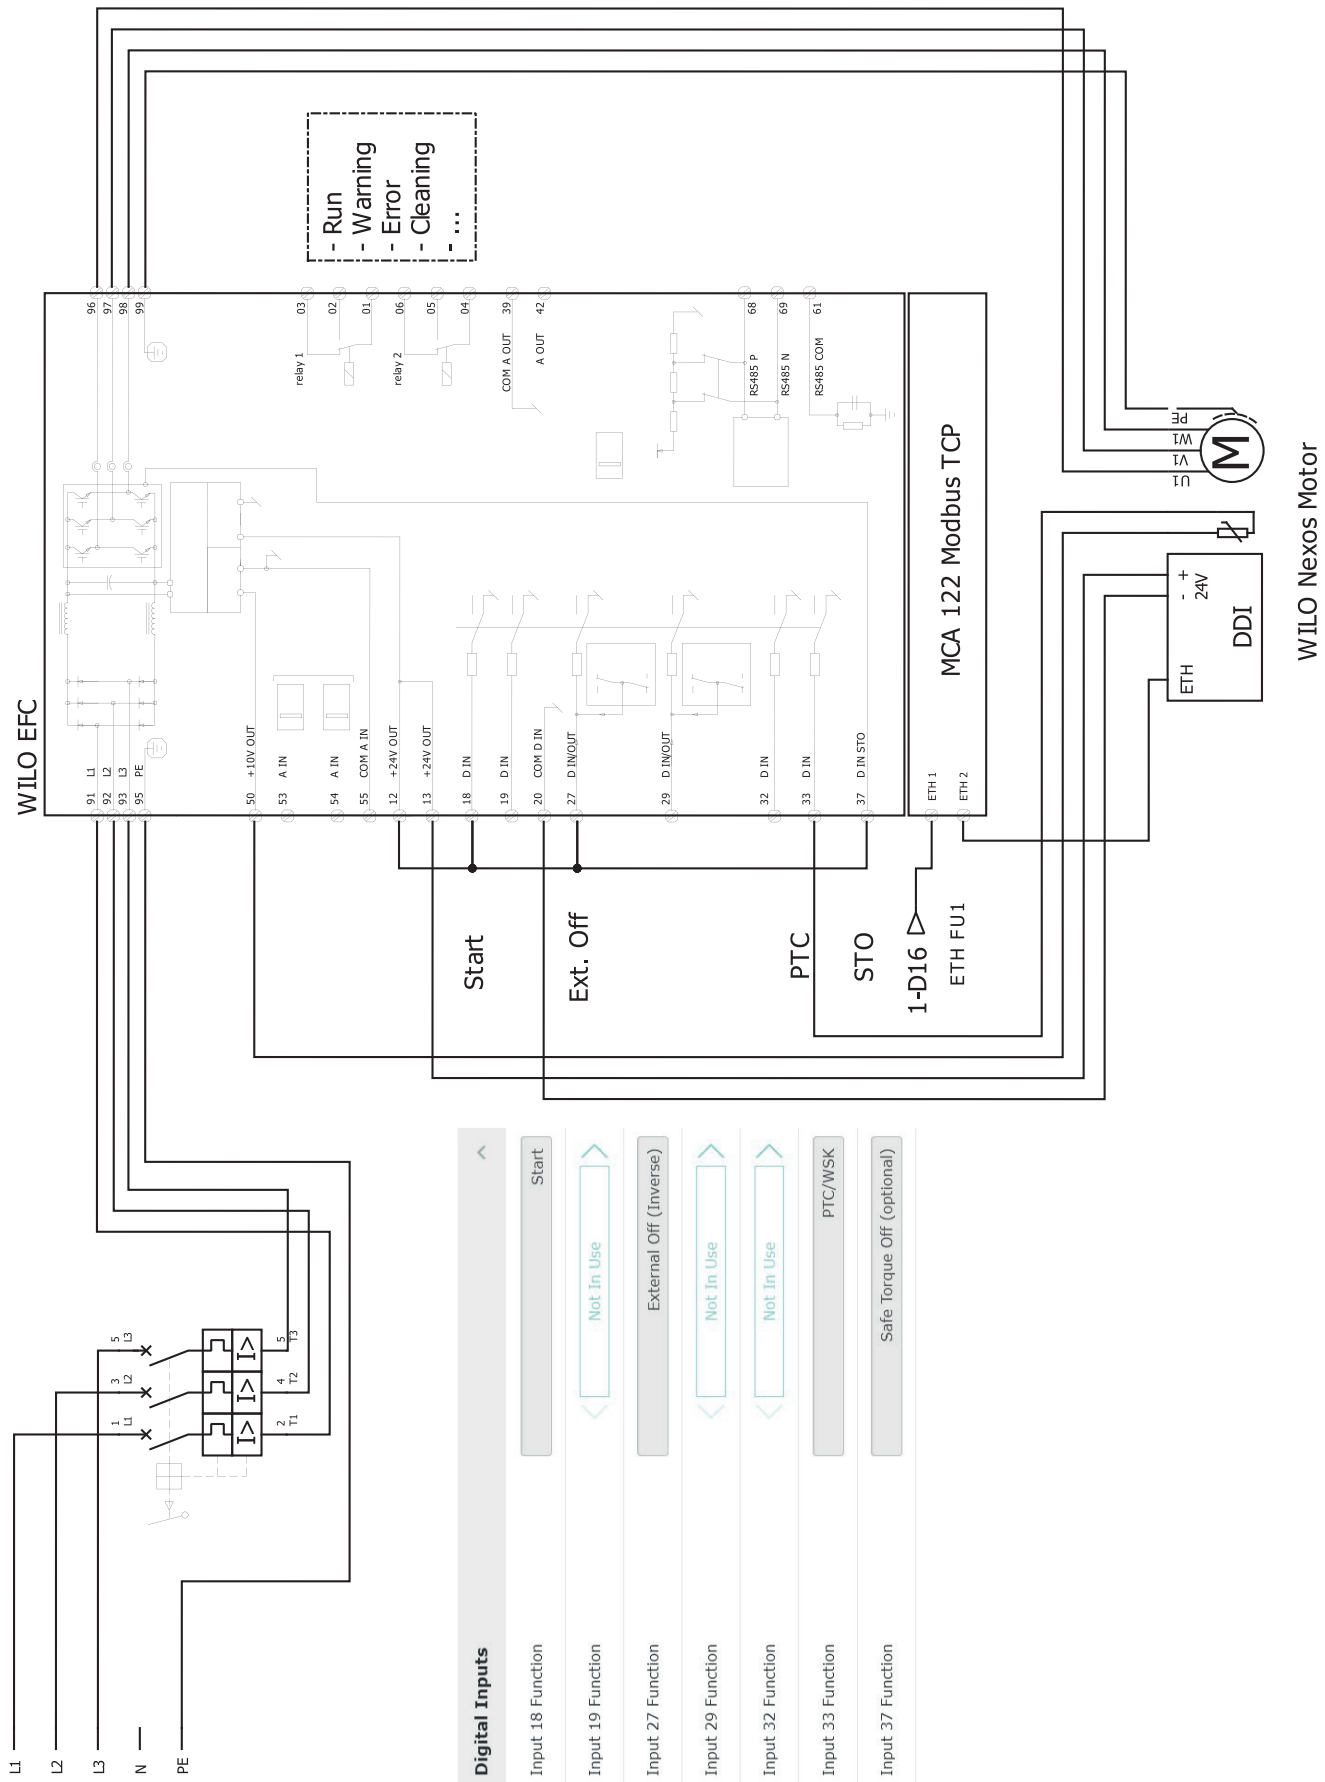 WILO EFC
91 L1
92 L2
93 L3
95 PE
50 +10V OUT
53 A IN
54 A IN
55 COM A IN
12 +24V OUT
13 +24V OUT
18 D IN
19 D IN
20 COM D IN
27 D IN/OUT
29 D IN/OUT
32 D IN
33 D IN
37 D IN STO
96
97
98
99
relay 1
03
02
01
relay 2
06
05
04
COM A OUT 39
A OUT 42
RS485 P 68
RS485 N 69
RS485 COM 61
- Run
- Warning
- Error
- Cleaning
- ...
MCA 122 Modbus TCP
ETH 1
ETH 2
Start
Ext. Off
PTC
STO
1-D16
ETH FU1
U1
V1
W1
PE
M
DDI
ETH
- +
24V
WILO Nexos Motor
L1
L2
L3
N
PE
1
L1
3
L2
5
L3
I>
I>
I>
2
T1
4
T2
5
T3
Digital Inputs
Input 18 Function Start
Input 19 Function Not In Use
Input 27 Function External Off (Inverse)
Input 29 Function Not In Use
Input 32 Function Not In Use
Input 33 Function PTC/WSK
Input 37 Function Safe Torque Off (optional)